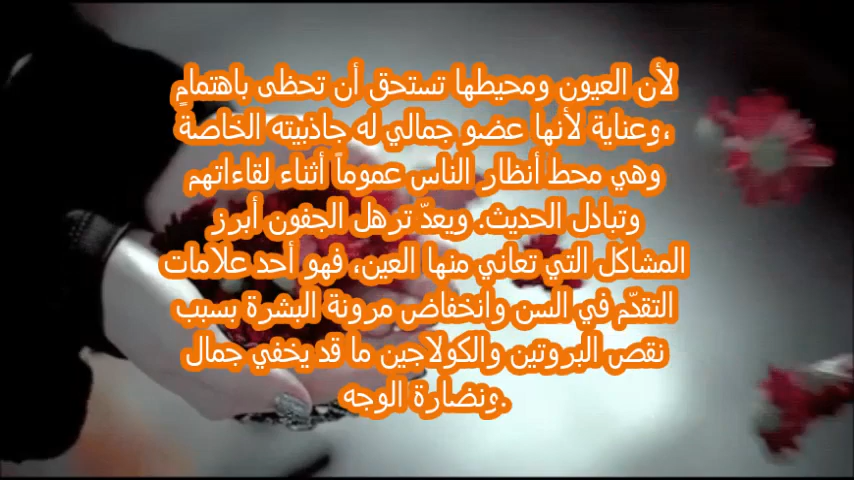 لأن العيون ومحيطها تستحق أن تحظى باهتمامٍ
وعناية لأنها عضو جمالي له جاذبيته الخاصةً،
وهي محط أنظار الناس عموماً أثناء لقاءاتهم
وتبادل الحديث. ويعدّ ترهل الجفون أبرز
المشاكل التي تعاني منها العين، فهو أحد علامات
التقدّم في السن وانخفاض مرونة البشرة بسبب
نقص البروتين والكولاجين ما قد يخفي جمال
ونضارة الوجه.